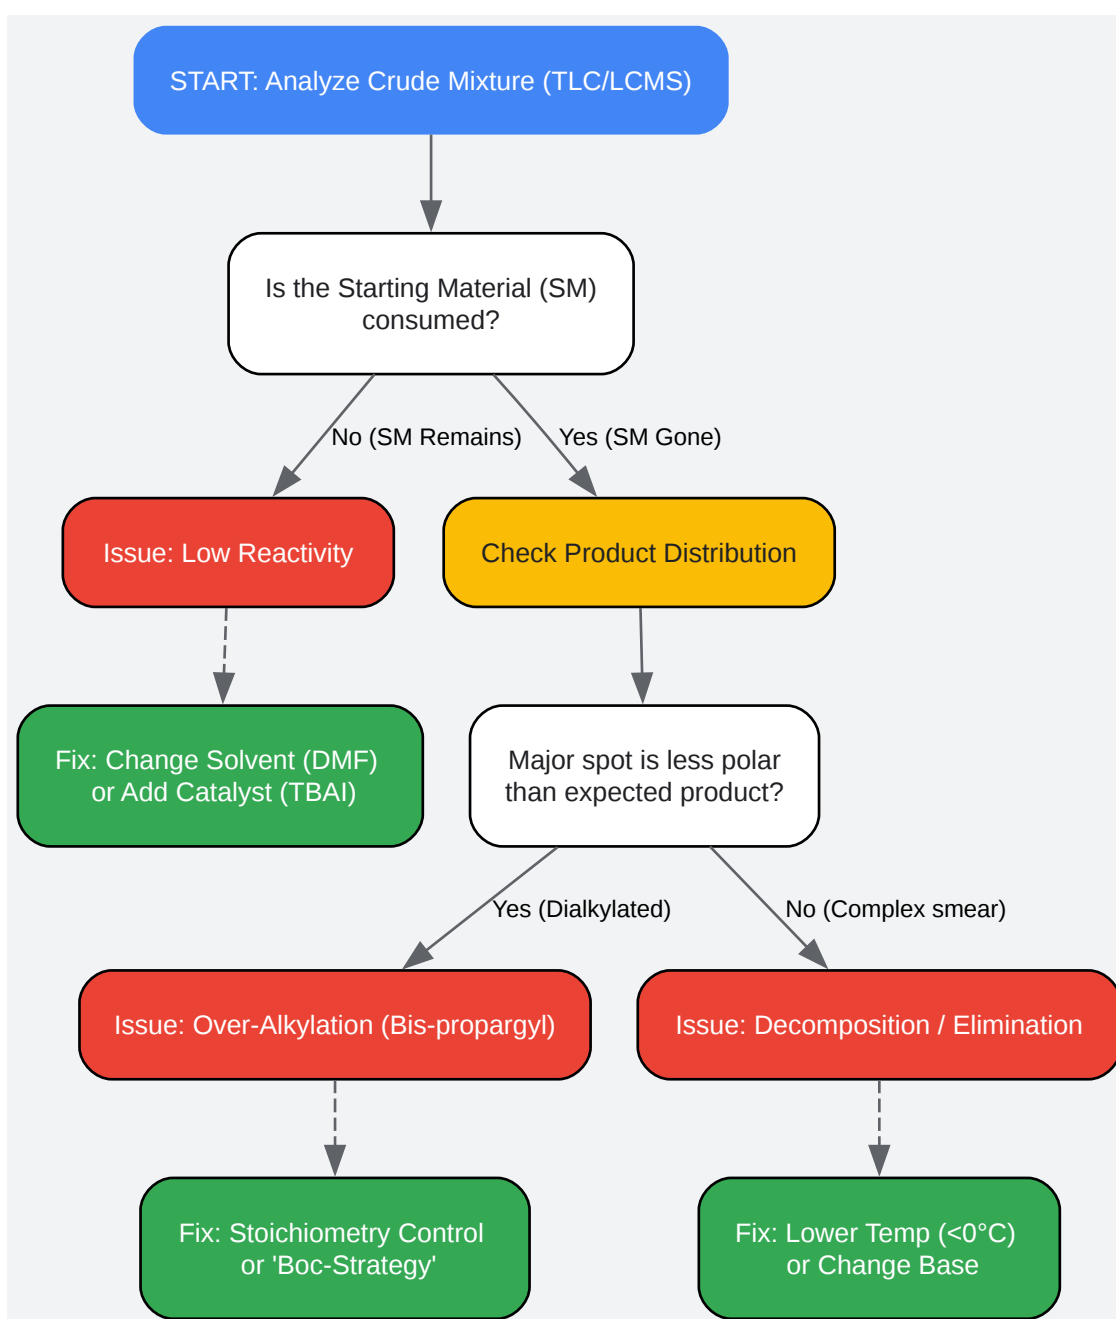 START: Analyze Crude Mixture (TLC/LCMS)
Is the Starting Material (SM)
consumed?
No (SM Remains)
Yes (SM Gone)
Issue: Low Reactivity
Check Product Distribution
Fix: Change Solvent (DMF)
or Add Catalyst (TBAI)
Major spot is less polar
than expected product?
Yes (Dialkylated)
No (Complex smear)
Issue: Over-Alkylation (Bis-propargyl)
Issue: Decomposition / Elimination
Fix: Stoichiometry Control
or 'Boc-Strategy'
Fix: Lower Temp (<0°C)
or Change Base